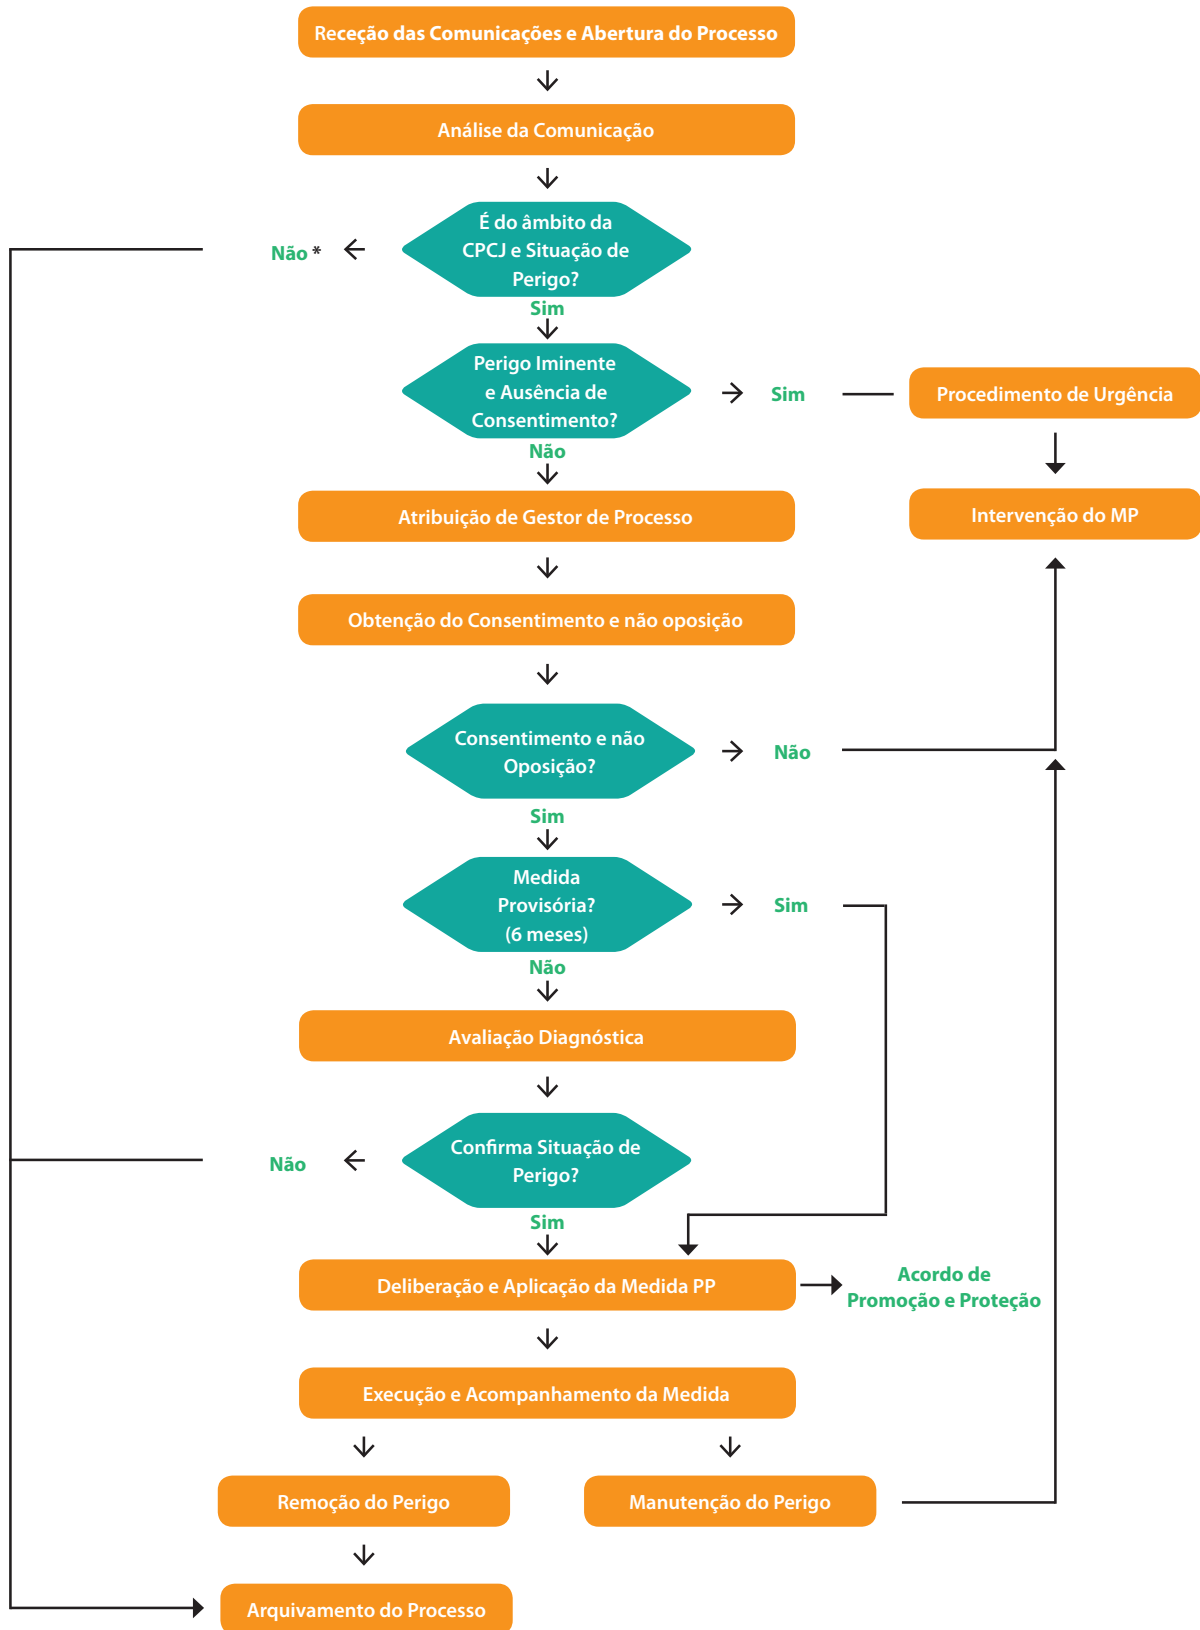 Receção das Comunicações e Abertura do Processo
Análise da Comunicação
É do âmbito da
CPCJ e Situação de
Perigo?
Não *
Sim
Perigo Iminente
e Ausência de
Consentimento?
Sim
Procedimento de Urgência
Não
Intervenção do MP
Atribuição de Gestor de Processo
Obtenção do Consentimento e não oposição
Consentimento e não
Oposição?
Não
Sim
Medida
Provisória?
(6 meses)
Sim
Não
Avaliação Diagnóstica
Confirma Situação de
Perigo?
Não
Sim
Deliberação e Aplicação da Medida PP
Acordo de
Promoção e Proteção
Execução e Acompanhamento da Medida
Remoção do Perigo
Manutenção do Perigo
Arquivamento do Processo